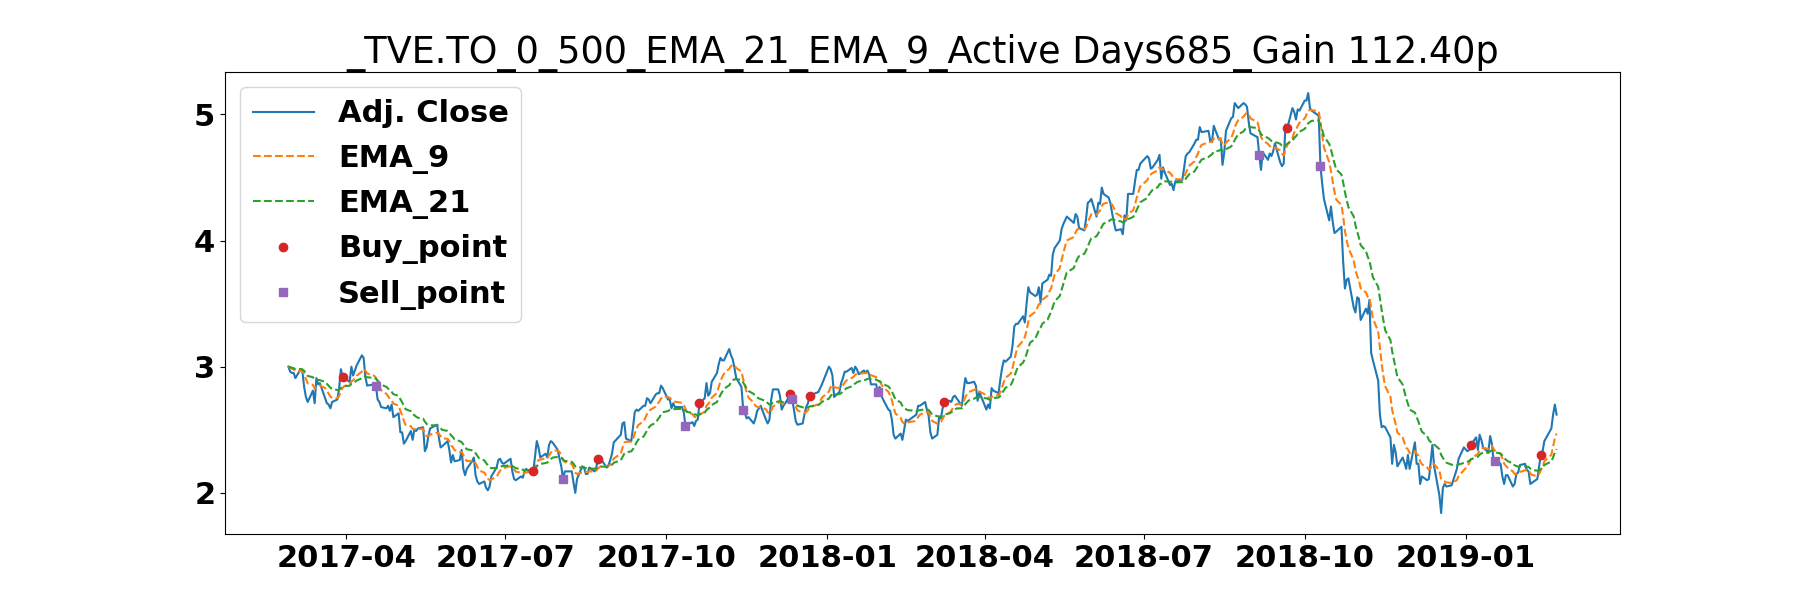 _TVE.TO_0_500_EMA_21_EMA_9_Active Days685_Gain 112.40p
Adj. Close
EMA_9
EMA_21
Buy_point
Sell_point
5
4
3
2
2017-04 2017-07 2017-10 2018-01 2018-04 2018-07 2018-10 2019-01